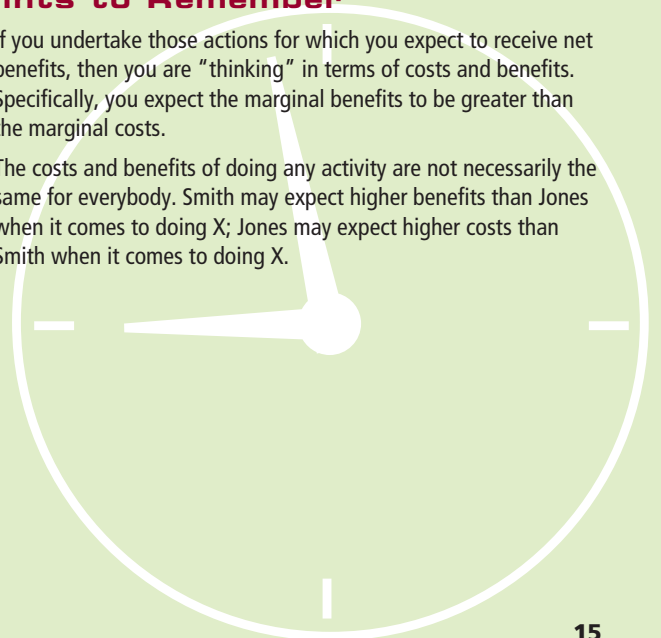 ints to Remember
If you undertake those actions for which you expect to receive net
benefits, then you are “thinking” in terms of costs and benefits.
Specifically, you expect the marginal benefits to be greater than
the marginal costs.
The costs and benefits of doing any activity are not necessarily the
same for everybody. Smith may expect higher benefits than Jones
when it comes to doing X; Jones may expect higher costs than
Smith when it comes to doing X.
15